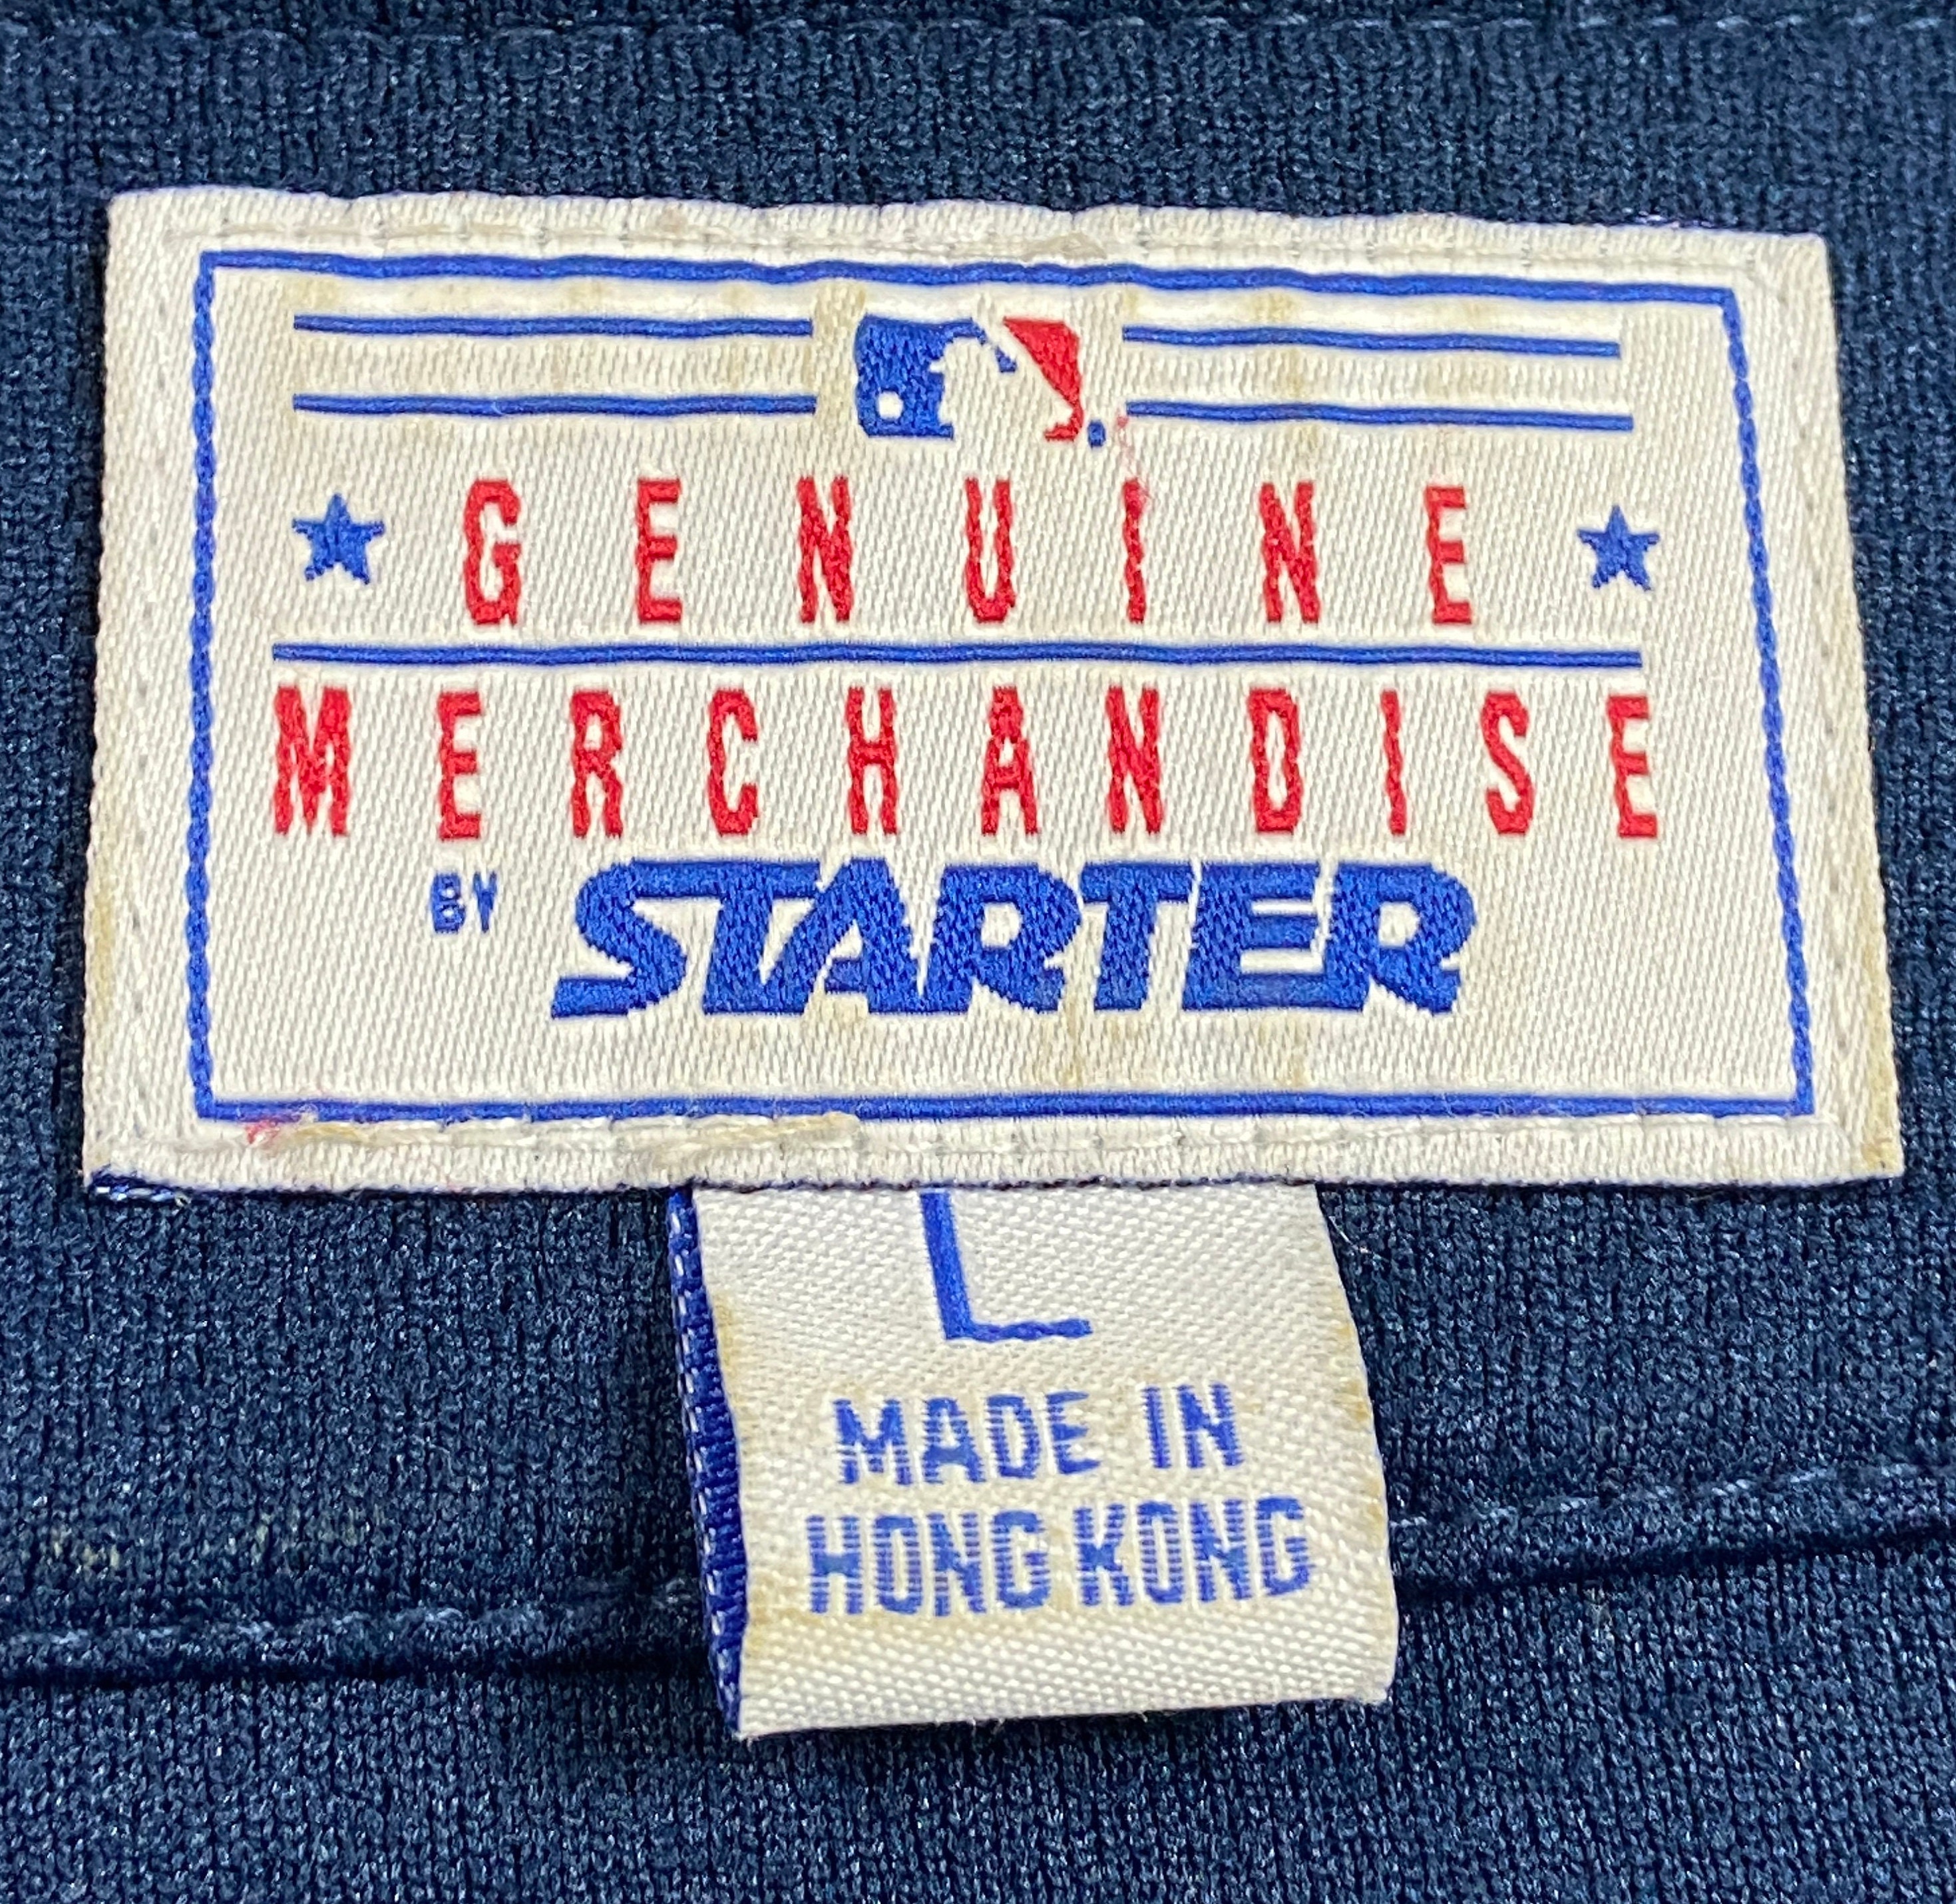 GENUINE
MERCHANDISE
BY STARTER
L
MADE IN
HONG KONG